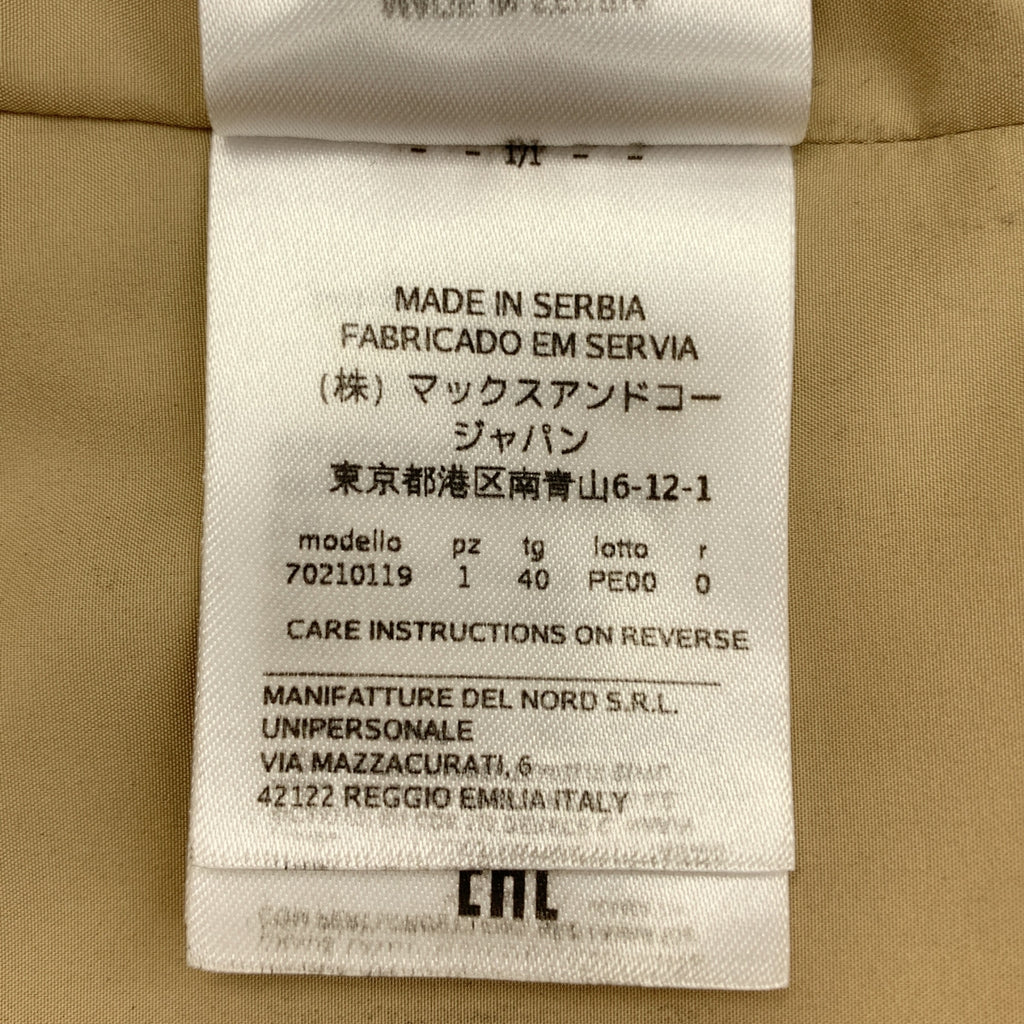 - - 1/1 - -
MADE IN SERBIA
FABRICADO EM SERVIA
(株) マックスアンドコー
ジャパン
東京都港区南青山6-12-1
modello pz tg lotto r
70210119 1 40 PE00 0
CARE INSTRUCTIONS ON REVERSE
MANIFATTURE DEL NORD S.R.L.
UNIPERSONALE
VIA MAZZACURATI, 6
42122 REGGIO EMILIA ITALY
EAC